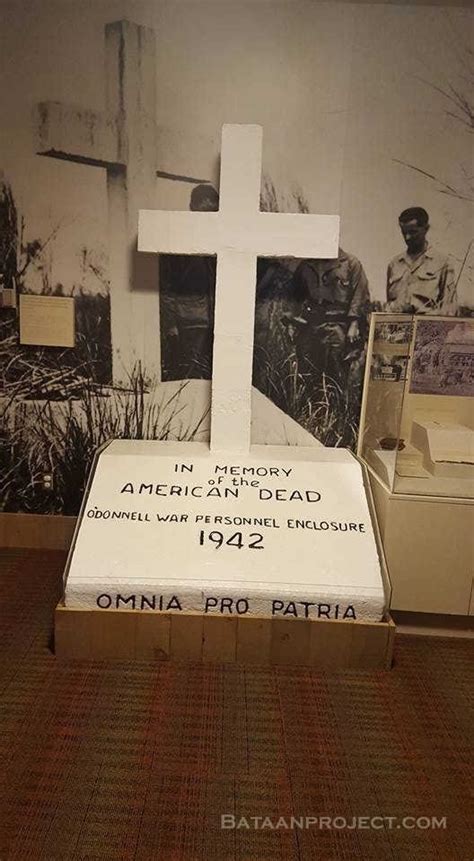 IN MEMORY
of the
AMERICAN DEAD
O'DONNELL WAR PERSONNEL ENCLOSURE
1942
OMNIA PRO PATRIA
BATAANPROJECT.COM